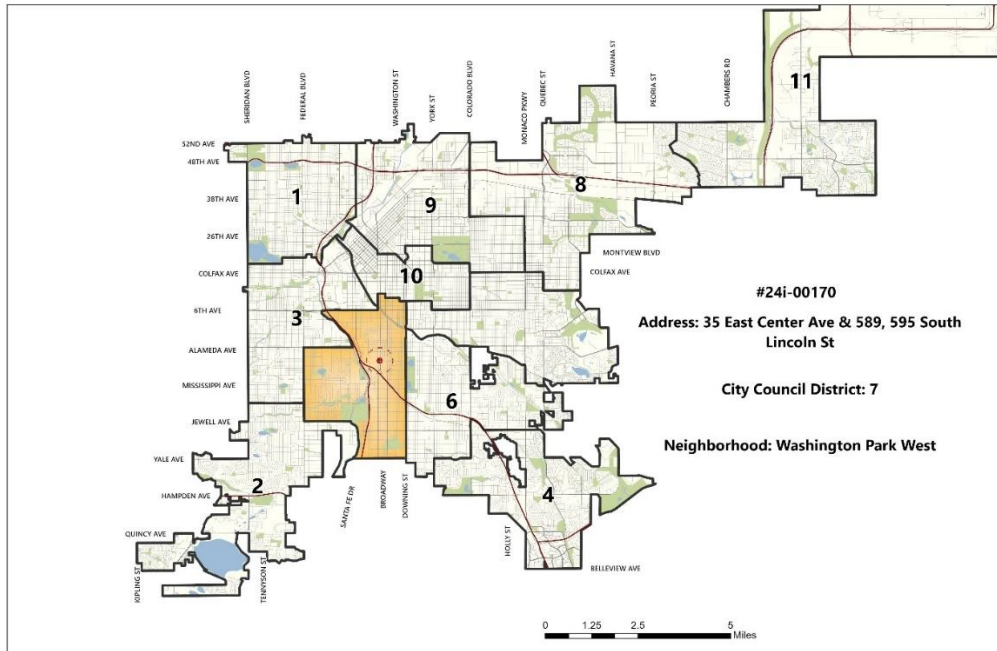 SHERIDAN BLVD
FEDERAL BLVD
WASHINGTON ST
YORK ST
COLORADO BLVD
MONACO PKWY
QUEBEC ST
HAVANA ST
PEORIA ST
CHAMBERS RD
11
52ND AVE
48TH AVE
1
8
38TH AVE
9
26TH AVE
MONTVIEW BLVD
COLFAX AVE
10
COLFAX AVE
#24i-00170
6TH AVE
3
Address: 35 East Center Ave & 589, 595 South
Lincoln St
ALAMEDA AVE
MISSISSIPPI AVE
City Council District: 7
6
JEWELL AVE
Neighborhood: Washington Park West
YALE AVE
2
HAMPDEN AVE
4
SANTA FE DR
BROADWAY
DOWNING ST
HOLLY ST
QUINCY AVE
KIPLING ST
TENNYSON ST
BELLEVIEW AVE
0 1.25 2.5 5
Miles